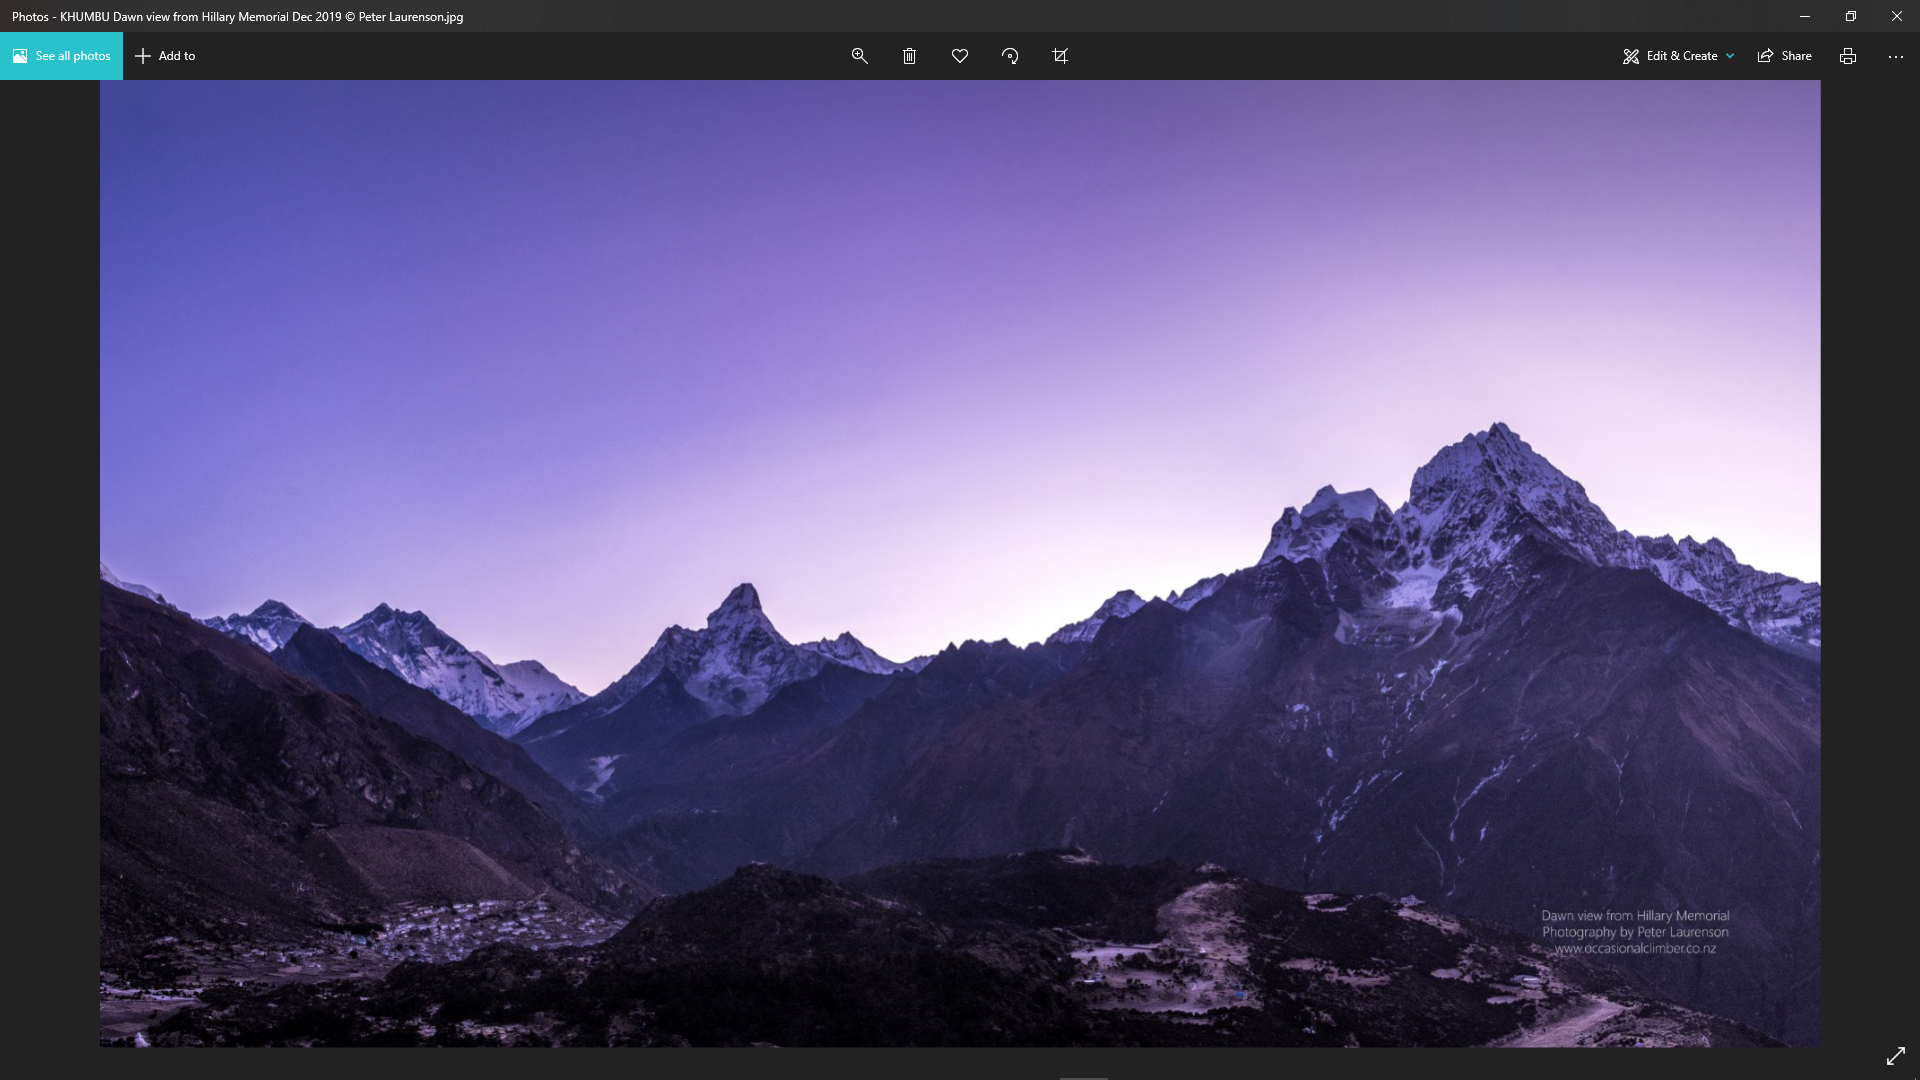 Photos - KHUMBU Dawn view from Hillary Memorial Dec 2019 © Peter Laurenson.jpg
See all photos
Add to
Edit & Create
Share
Dawn view from Hillary Memorial
Photography by Peter Laurenson
www.occasionalclimber.co.nz